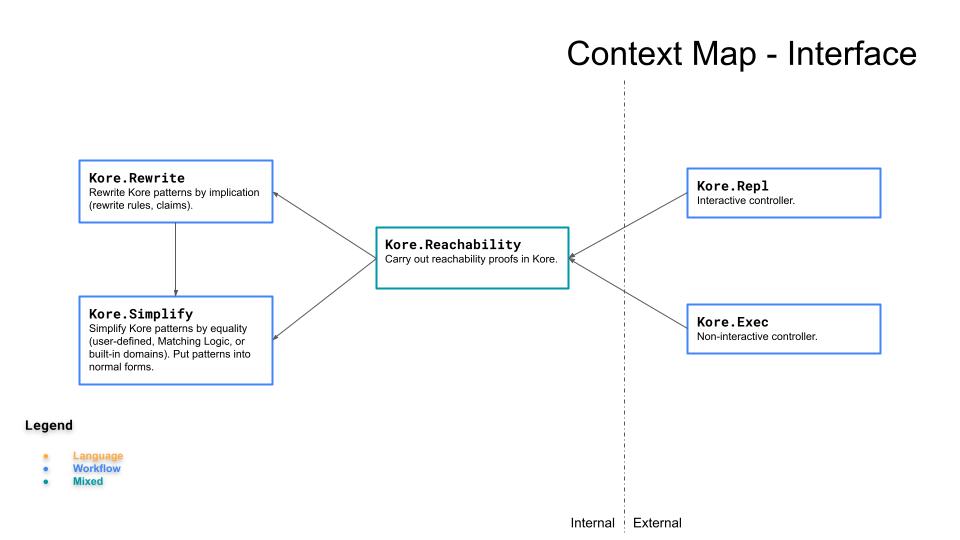 Context Map - Interface
Kore.Rewrite
Rewrite Kore patterns by implication
(rewrite rules, claims).
Kore.Repl
Interactive controller.
Kore.Reachability
Carry out reachability proofs in Kore.
Kore.Simplify
Simplify Kore patterns by equality
(user-defined, Matching Logic, or
built-in domains). Put patterns into
normal forms.
Kore.Exec
Non-interactive controller.
Legend
● Language
● Workflow
● Mixed
Internal
External